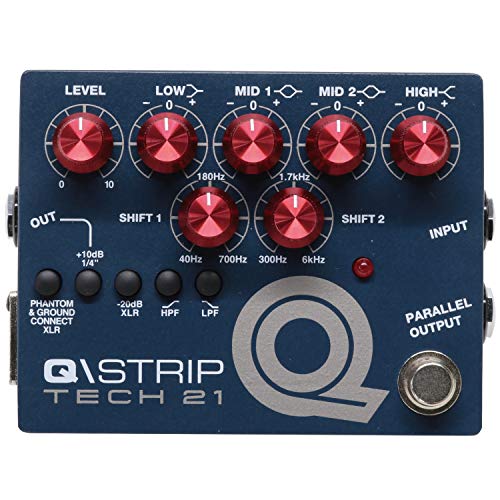 LEVEL LOW MID 1 MID 2 HIGH
- 0 + - 0 + - 0 + - 0 +
0 10 180Hz 1.7kHz
OUT SHIFT 1 SHIFT 2 INPUT
+10dB
1/4"
40Hz 700Hz 300Hz 6kHz
PHANTOM
& GROUND
CONNECT
XLR
-20dB
XLR
HPF
LPF
PARALLEL
OUTPUT
Q\STRIP
TECH 21
Q